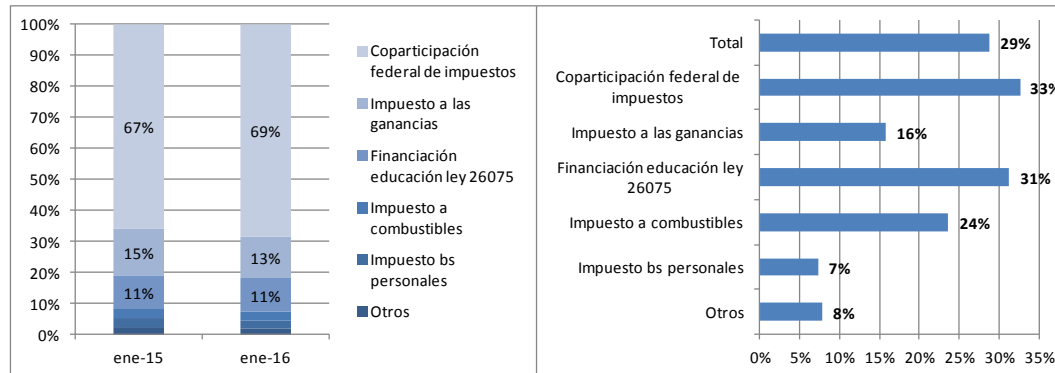 100%
90%
80%
70%
60%
50%
40%
30%
20%
10%
0%
67%
69%
15%
13%
11%
11%
ene-15
ene-16
Coparticipación
federal de impuestos
Impuesto a las
ganancias
Financiación
educación ley 26075
Impuesto a
combustibles
Impuesto bs
personales
Otros
Total
29%
Coparticipación federal de
impuestos
33%
Impuesto a las ganancias
16%
Financiación educación ley
26075
31%
Impuesto a combustibles
24%
Impuesto bs personales
7%
Otros
8%
0%
5%
10%
15%
20%
25%
30%
35%